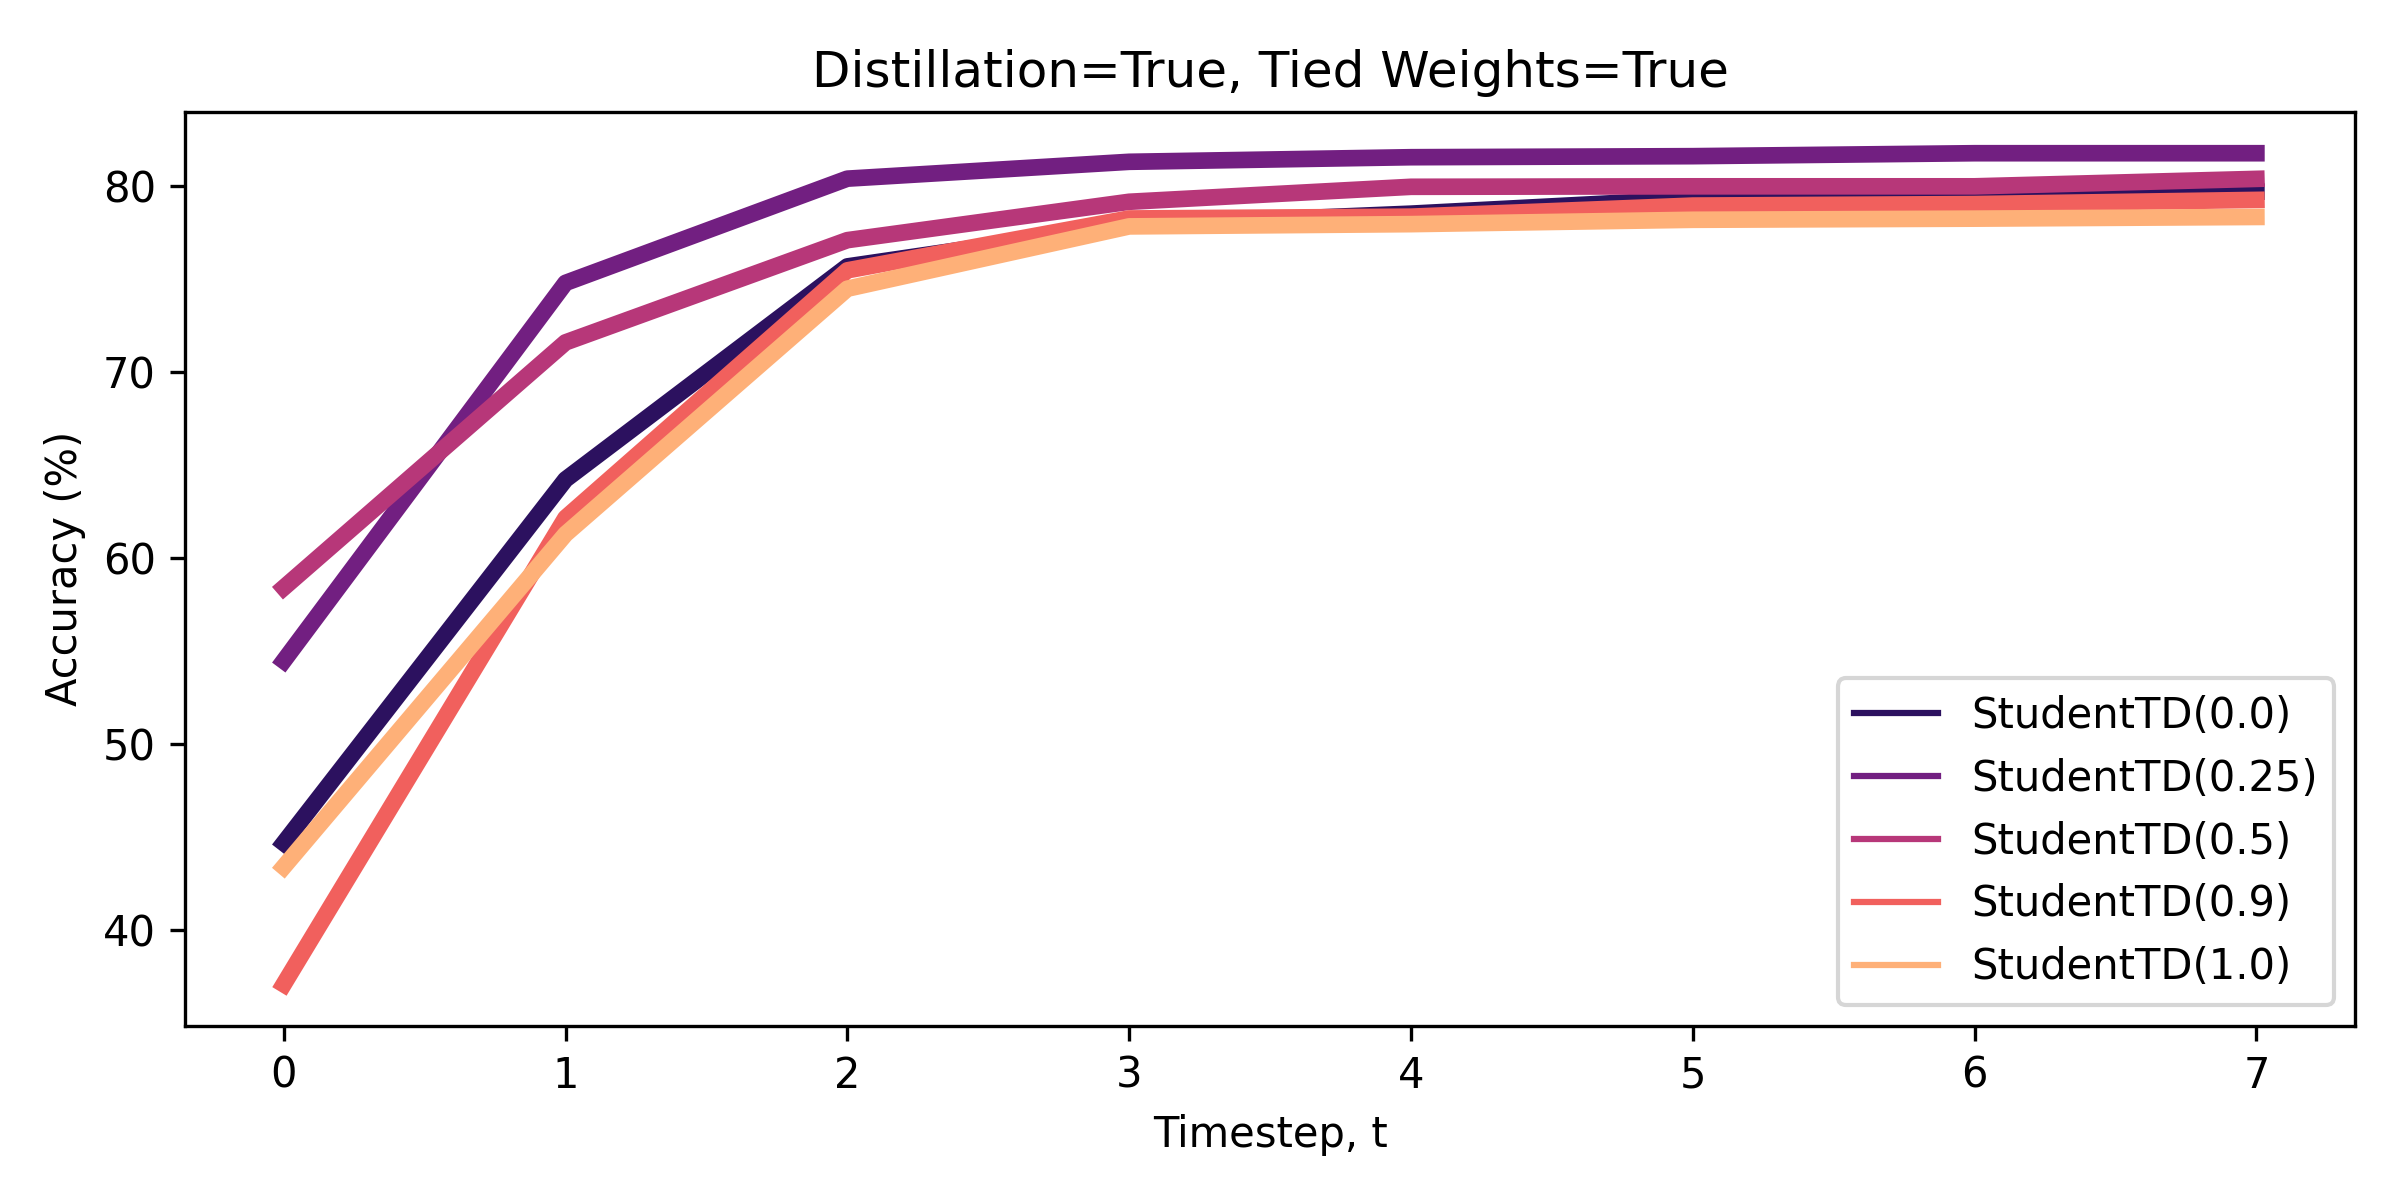 Distillation=True, Tied Weights=True
Accuracy (%)
80
70
60
50
40
StudentTD(0.0)
StudentTD(0.25)
StudentTD(0.5)
StudentTD(0.9)
StudentTD(1.0)
0 1 2 3 4 5 6 7
Timestep, t